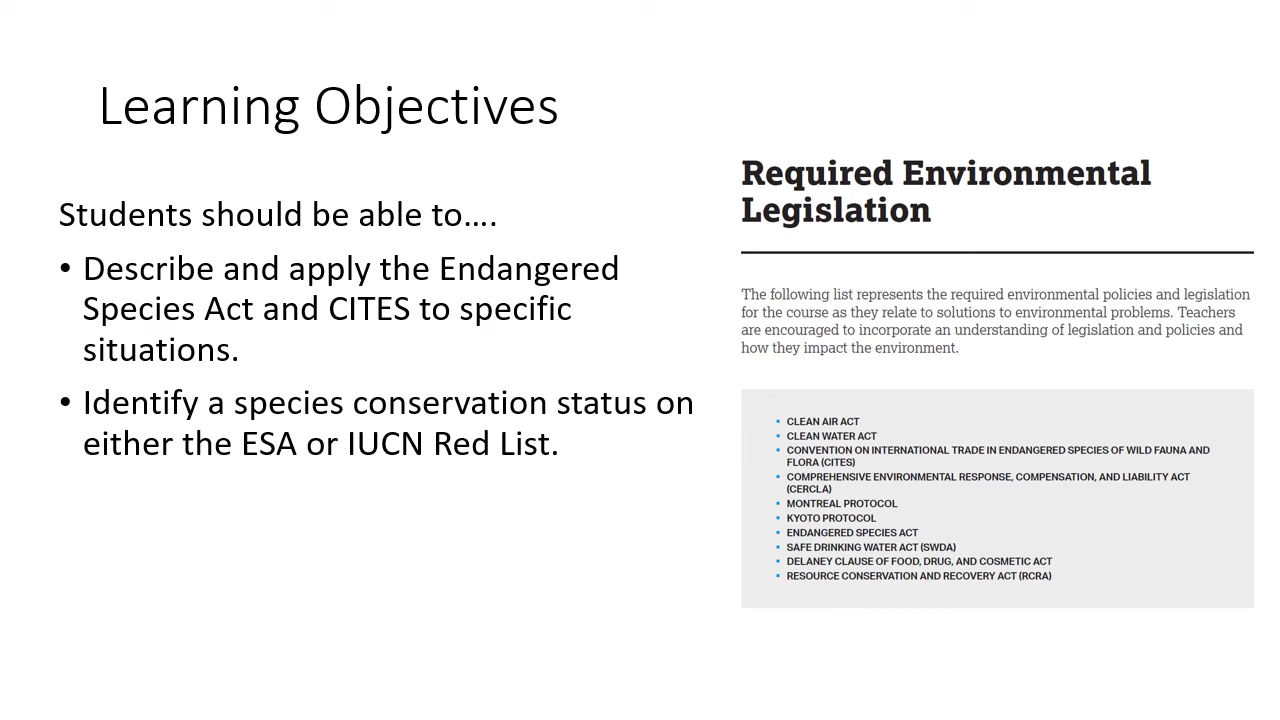 Learning Objectives
Students should be able to....
• Describe and apply the Endangered
Species Act and CITES to specific
situations.
• Identify a species conservation status on
either the ESA or IUCN Red List.
Required Environmental
Legislation
The following list represents the required environmental policies and legislation
for the course as they relate to solutions to environmental problems. Teachers
are encouraged to incorporate an understanding of legislation and policies and
how they impact the environment.
▪ CLEAN AIR ACT
▪ CLEAN WATER ACT
▪ CONVENTION ON INTERNATIONAL TRADE IN ENDANGERED SPECIES OF WILD FAUNA AND
FLORA (CITES)
▪ COMPREHENSIVE ENVIRONMENTAL RESPONSE, COMPENSATION, AND LIABILITY ACT
(CERCLA)
▪ MONTREAL PROTOCOL
▪ KYOTO PROTOCOL
▪ ENDANGERED SPECIES ACT
▪ SAFE DRINKING WATER ACT (SWDA)
▪ DELANEY CLAUSE OF FOOD, DRUG, AND COSMETIC ACT
▪ RESOURCE CONSERVATION AND RECOVERY ACT (RCRA)